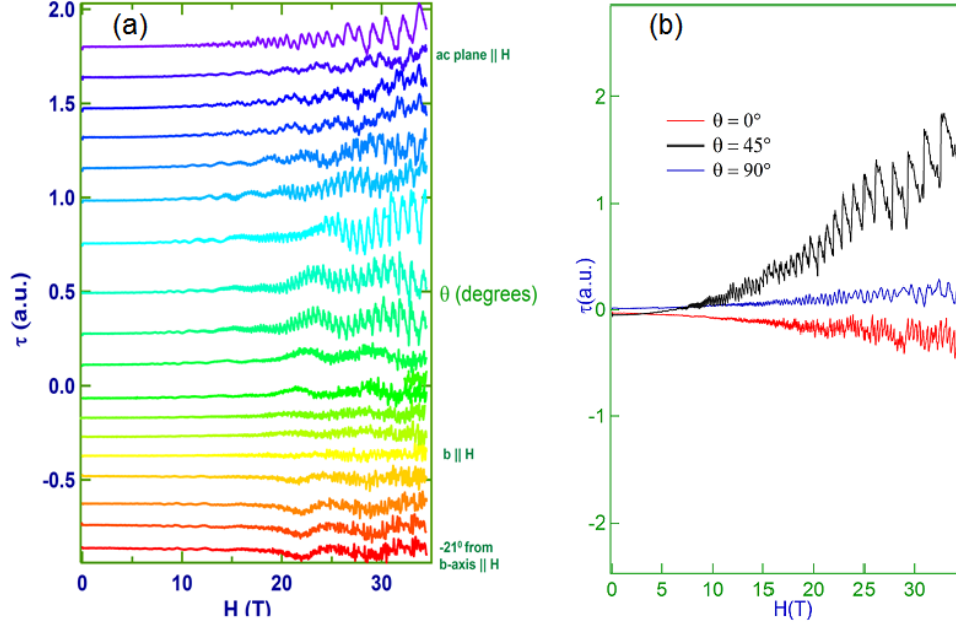 (a)
2.0
1.5
1.0
0.5
0.0
-0.5
τ (a.u.)
0
10
20
30
H (T)
ac plane || H
θ (degrees)
b || H
-21⁰ from
b-axis || H
(b)
2
1
0
-1
-2
τ(a.u.)
θ = 0°
θ = 45°
θ = 90°
0
5
10
15
20
25
30
H(T)